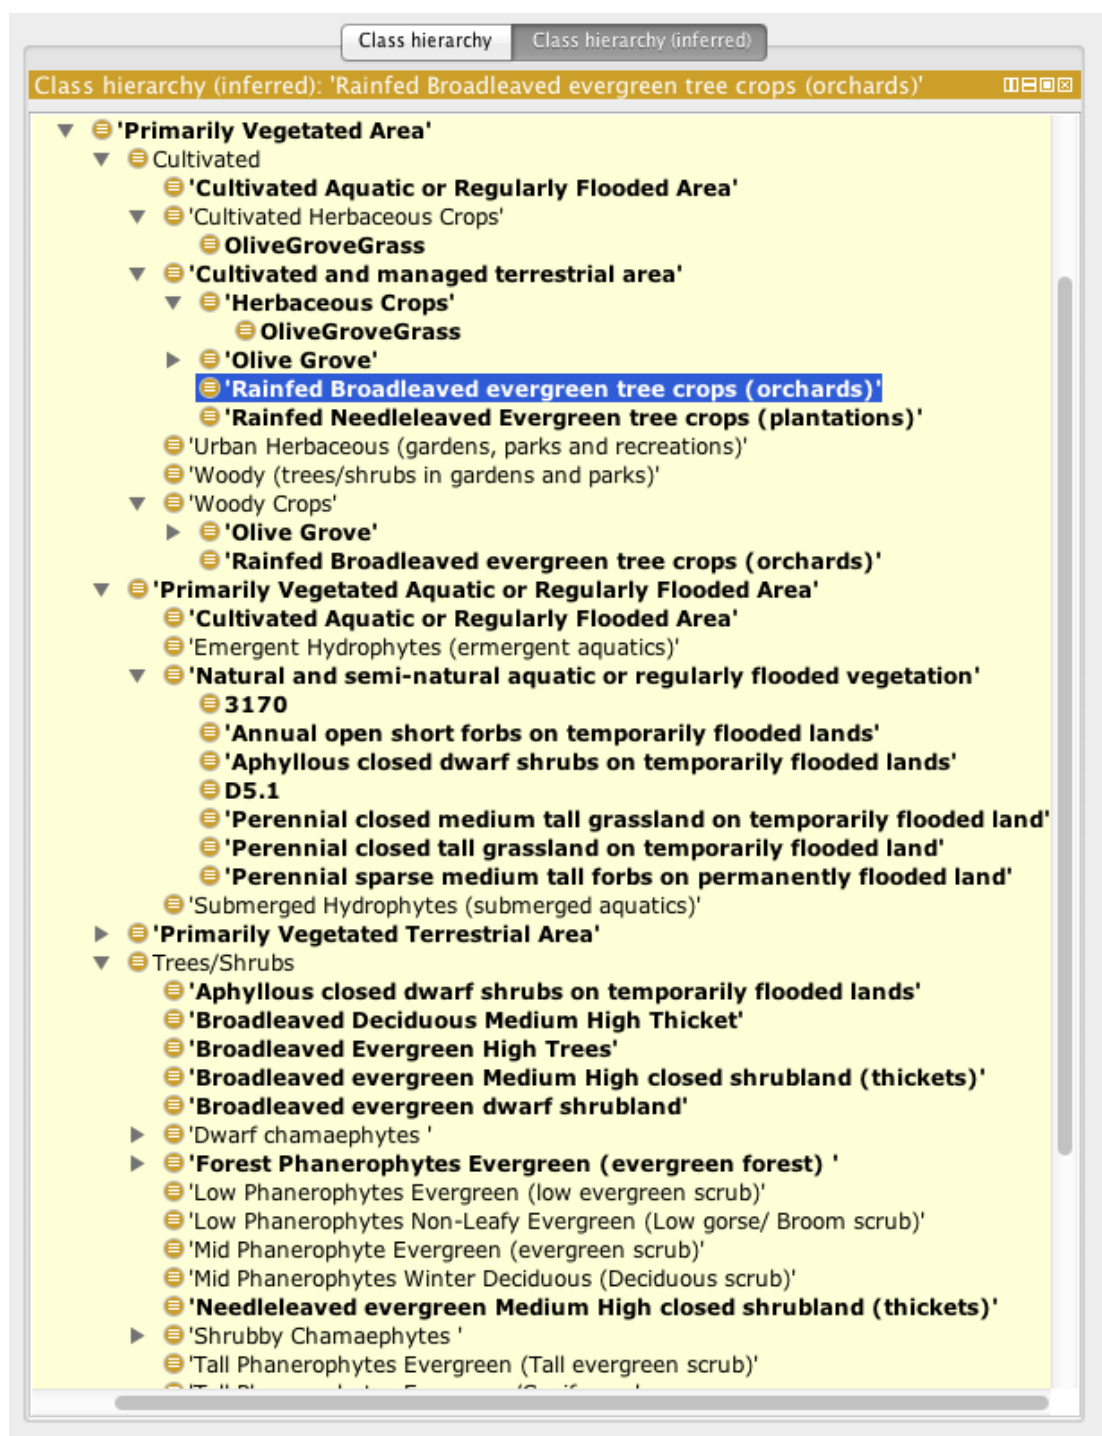 Class hierarchy Class hierarchy (inferred)
Class hierarchy (inferred): 'Rainfed Broadleaved evergreen tree crops (orchards)'
'Primarily Vegetated Area'
Cultivated
'Cultivated Aquatic or Regularly Flooded Area'
'Cultivated Herbaceous Crops'
OliveGroveGrass
'Cultivated and managed terrestrial area'
'Herbaceous Crops'
OliveGroveGrass
'Olive Grove'
'Rainfed Broadleaved evergreen tree crops (orchards)'
'Rainfed Needleleaved Evergreen tree crops (plantations)'
'Urban Herbaceous (gardens, parks and recreations)'
'Woody (trees/shrubs in gardens and parks)'
'Woody Crops'
'Olive Grove'
'Rainfed Broadleaved evergreen tree crops (orchards)'
'Primarily Vegetated Aquatic or Regularly Flooded Area'
'Cultivated Aquatic or Regularly Flooded Area'
'Emergent Hydrophytes (ermergent aquatics)'
'Natural and semi-natural aquatic or regularly flooded vegetation'
3170
'Annual open short forbs on temporarily flooded lands'
'Aphyllous closed dwarf shrubs on temporarily flooded lands'
D5.1
'Perennial closed medium tall grassland on temporarily flooded land'
'Perennial closed tall grassland on temporarily flooded land'
'Perennial sparse medium tall forbs on permanently flooded land'
'Submerged Hydrophytes (submerged aquatics)'
'Primarily Vegetated Terrestrial Area'
Trees/Shrubs
'Aphyllous closed dwarf shrubs on temporarily flooded lands'
'Broadleaved Deciduous Medium High Thicket'
'Broadleaved Evergreen High Trees'
'Broadleaved evergreen Medium High closed shrubland (thickets)'
'Broadleaved evergreen dwarf shrubland'
'Dwarf chamaephytes '
'Forest Phanerophytes Evergreen (evergreen forest) '
'Low Phanerophytes Evergreen (low evergreen scrub)'
'Low Phanerophytes Non-Leafy Evergreen (Low gorse/ Broom scrub)'
'Mid Phanerophyte Evergreen (evergreen scrub)'
'Mid Phanerophytes Winter Deciduous (Deciduous scrub)'
'Needleleaved evergreen Medium High closed shrubland (thickets)'
'Shrubby Chamaephytes '
'Tall Phanerophytes Evergreen (Tall evergreen scrub)'